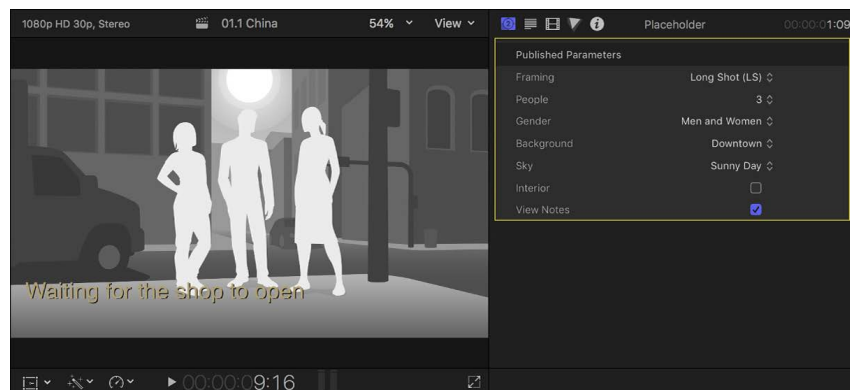 1080p HD 30p, Stereo
01.1 China
54%
View
Placeholder
00:00:01:09
Published Parameters
Framing
Long Shot (LS)
People
3
Gender
Men and Women
Background
Downtown
Sky
Sunny Day
Interior
View Notes
Waiting for the shop to open
00:00:09:16